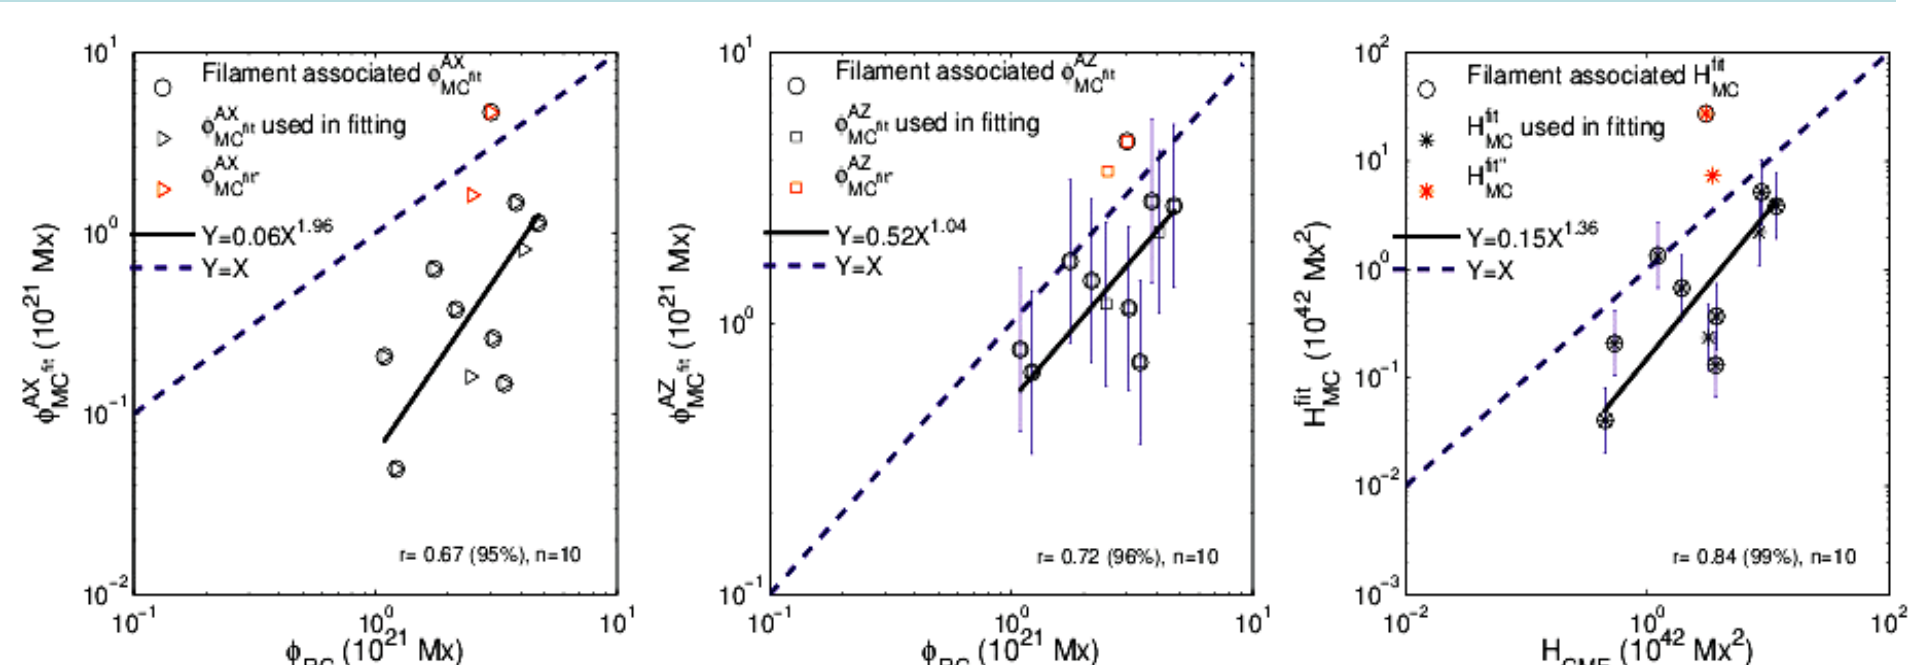 10^1
10^0
10^-1
10^-2
ϕ^AX_MC^fit (10^21 Mx)
Filament associated ϕ^AX_MC^fit
ϕ^AX_MC^fit used in fitting
ϕ^AX_MC^fit"
Y=0.06X^1.96
Y=X
r= 0.67 (95%), n=10
10^-1 10^0 10^1
ϕ (10^21 Mx)
10^1
10^0
10^-1
ϕ^AZ_MC^fit (10^21 Mx)
Filament associated ϕ^AZ_MC^fit
ϕ^AZ_MC^fit used in fitting
ϕ^AZ_MC^fit"
Y=0.52X^1.04
Y=X
r= 0.72 (96%), n=10
10^-1 10^0 10^1
ϕ (10^21 Mx)
10^2
10^1
10^0
10^-1
10^-2
10^-3
H^fit_MC (10^42 Mx^2)
Filament associated H^fit_MC
H^fit_MC used in fitting
H^fit"_MC
Y=0.15X^1.36
Y=X
r= 0.84 (99%), n=10
10^-2 10^0 10^2
H (10^42 Mx^2)